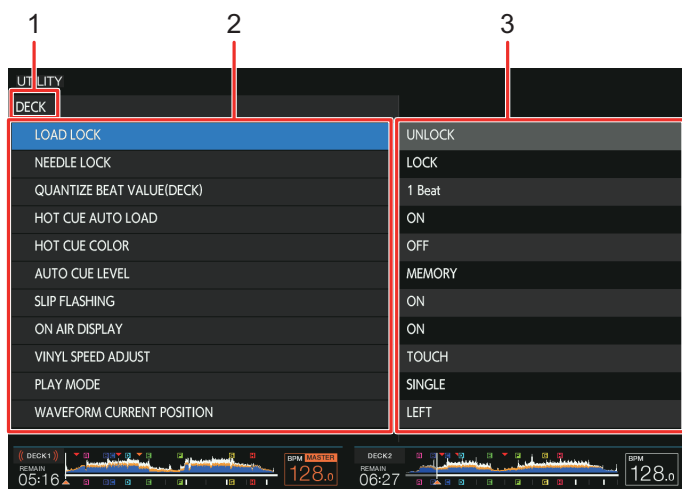 1 2 3
UTILITY
DECK
LOAD LOCK UNLOCK
NEEDLE LOCK LOCK
QUANTIZE BEAT VALUE(DECK) 1 Beat
HOT CUE AUTO LOAD ON
HOT CUE COLOR OFF
AUTO CUE LEVEL MEMORY
SLIP FLASHING ON
ON AIR DISPLAY ON
VINYL SPEED ADJUST TOUCH
PLAY MODE SINGLE
WAVEFORM CURRENT POSITION LEFT
DECK1 BPM MASTER DECK2 BPM
REMAIN REMAIN
05:16 128.0 06:27 128.0